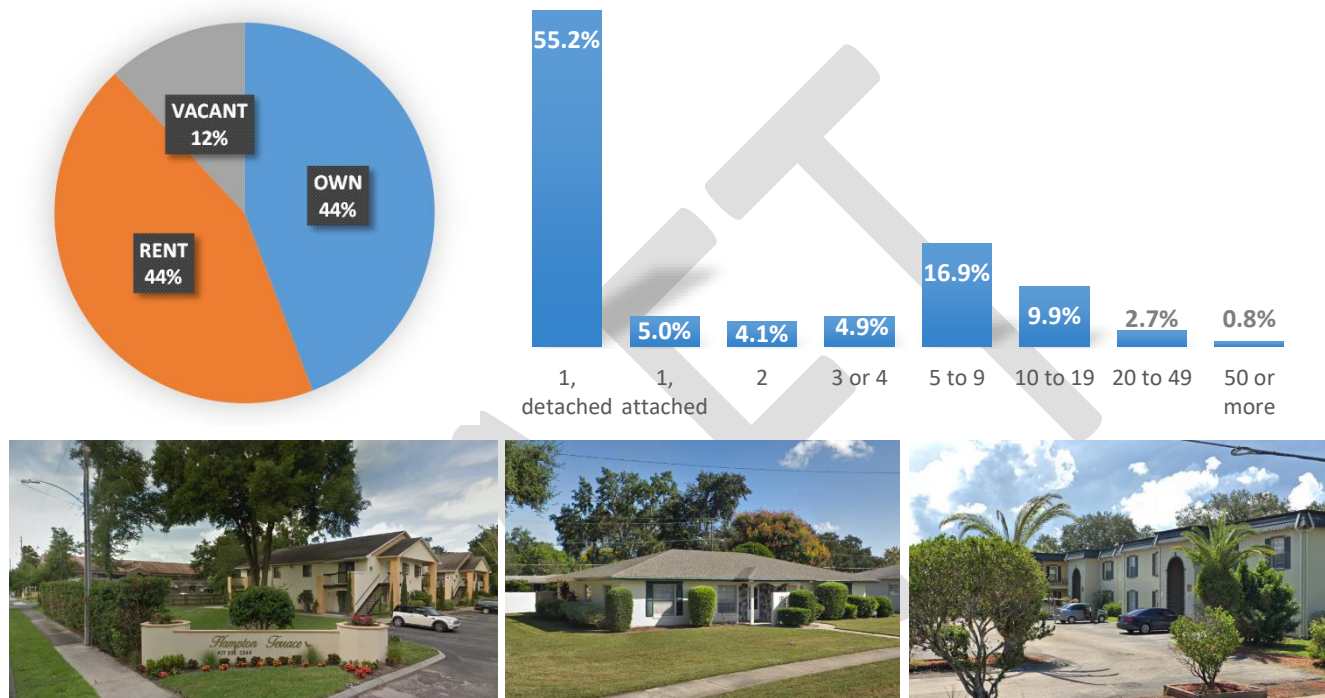 VACANT
12%
OWN
44%
RENT
44%
55.2%
5.0%
4.1%
4.9%
16.9%
9.9%
2.7%
0.8%
1,
detached
1,
attached
2
3 or 4
5 to 9
10 to 19
20 to 49
50 or
more
Hampton Terrace